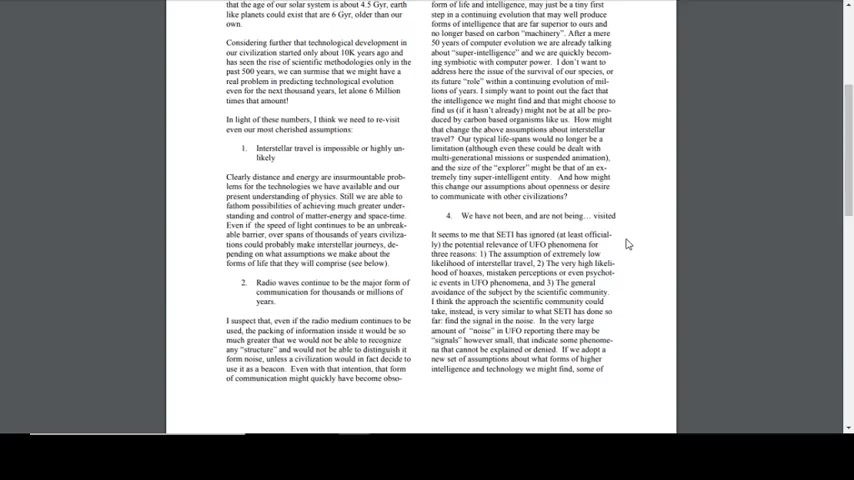 that the age of our solar system is about 4.5 Gyr, earth
like planets could exist that are 6 Gyr, older than our
own.
Considering further that technological development in
our civilization started only about 10K years ago and
has seen the rise of scientific methodologies only in the
past 500 years, we can surmise that we might have a
real problem in predicting technological evolution
even for the next thousand years, let alone 6 Million
times that amount!
In light of these numbers, I think we need to re-visit
even our most cherished assumptions:
1. Interstellar travel is impossible or highly un-
likely
Clearly distance and energy are insurmountable prob-
lems for the technologies we have available and our
present understanding of physics. Still we are able to
fathom possibilities of achieving much greater under-
standing and control of matter-energy and space-time.
Even if the speed of light continues to be an unbreak-
able barrier, over spans of thousands of years civiliza-
tions could probably make interstellar journeys, de-
pending on what assumptions we make about the
forms of life that they will comprise (see below).
2. Radio waves continue to be the major form of
communication for thousands or millions of
years.
I suspect that, even if the radio medium continues to be
used, the packing of information inside it would be so
much greater that we would not be able to recognize
any "structure" and would not be able to distinguish it
form noise, unless a civilization would in fact decide to
use it as a beacon. Even with that intention, that form
of communication might quickly have become obso-
form of life and intelligence, may just be a tiny first
step in a continuing evolution that may well produce
forms of intelligence that are far superior to ours and
no longer based on carbon "machinery". After a mere
50 years of computer evolution we are already talking
about "super-intelligence" and we are quickly becom-
ing symbiotic with computer power. I don't want to
address here the issue of the survival of our species, or
its future "role" within a continuing evolution of mil-
lions of years. I simply want to point out the fact that
the intelligence we might find and that might choose to
find us (if it hasn't already) might not be at all be pro-
duced by carbon based organisms like us. How might
that change the above assumptions about interstellar
travel? Our typical life-spans would no longer be a
limitation (although even these could be dealt with
multi-generational missions or suspended animation),
and the size of the "explorer" might be that of an ex-
tremely tiny super-intelligent entity. And how might
this change our assumptions about openness or desire
to communicate with other civilizations?
4. We have not been, and are not being… visited
It seems to me that SETI has ignored (at least official-
ly) the potential relevance of UFO phenomena for
three reasons: 1) The assumption of extremely low
likelihood of interstellar travel, 2) The very high likeli-
hood of hoaxes, mistaken perceptions or even psychot-
ic events in UFO phenomena, and 3) The general
avoidance of the subject by the scientific community.
I think the approach the scientific community could
take, instead, is very similar to what SETI has done so
far: find the signal in the noise. In the very large
amount of "noise" in UFO reporting there may be
"signals" however small, that indicate some phenome-
na that cannot be explained or denied. If we adopt a
new set of assumptions about what forms of higher
intelligence and technology we might find, some of